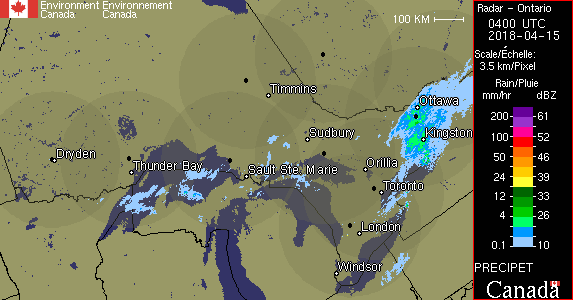 Environment Environnement
Canada Canada
100 KM
Timmins
Ottawa
Sudbury
Kingston
Dryden
Thunder Bay
Sault Ste. Marie
Orillia
Toronto
London
Windsor
Radar - Ontario
0400 UTC
2018-04-15
Scale/Échelle:
3.5 km/Pixel
Rain/Pluie
mm/hr dBZ
200 61
100 52
50 46
24 39
12 33
4 26
0.1 10
PRECIPET
Canada